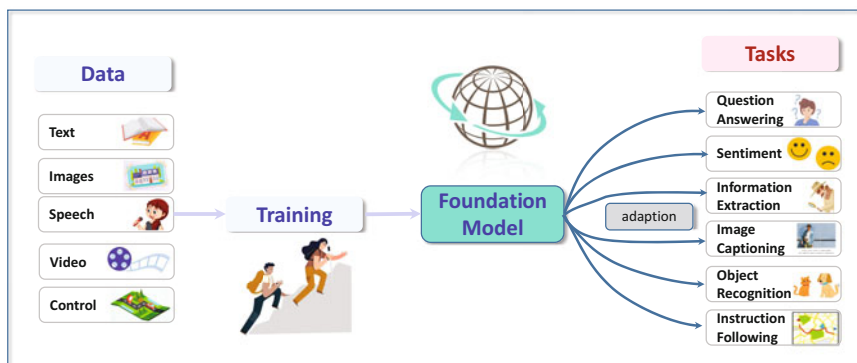 Data
Text
Images
Speech
Video
Control
Training
Foundation
Model
adaption
Tasks
Question
Answering
Sentiment
Information
Extraction
Image
Captioning
Object
Recognition
Instruction
Following